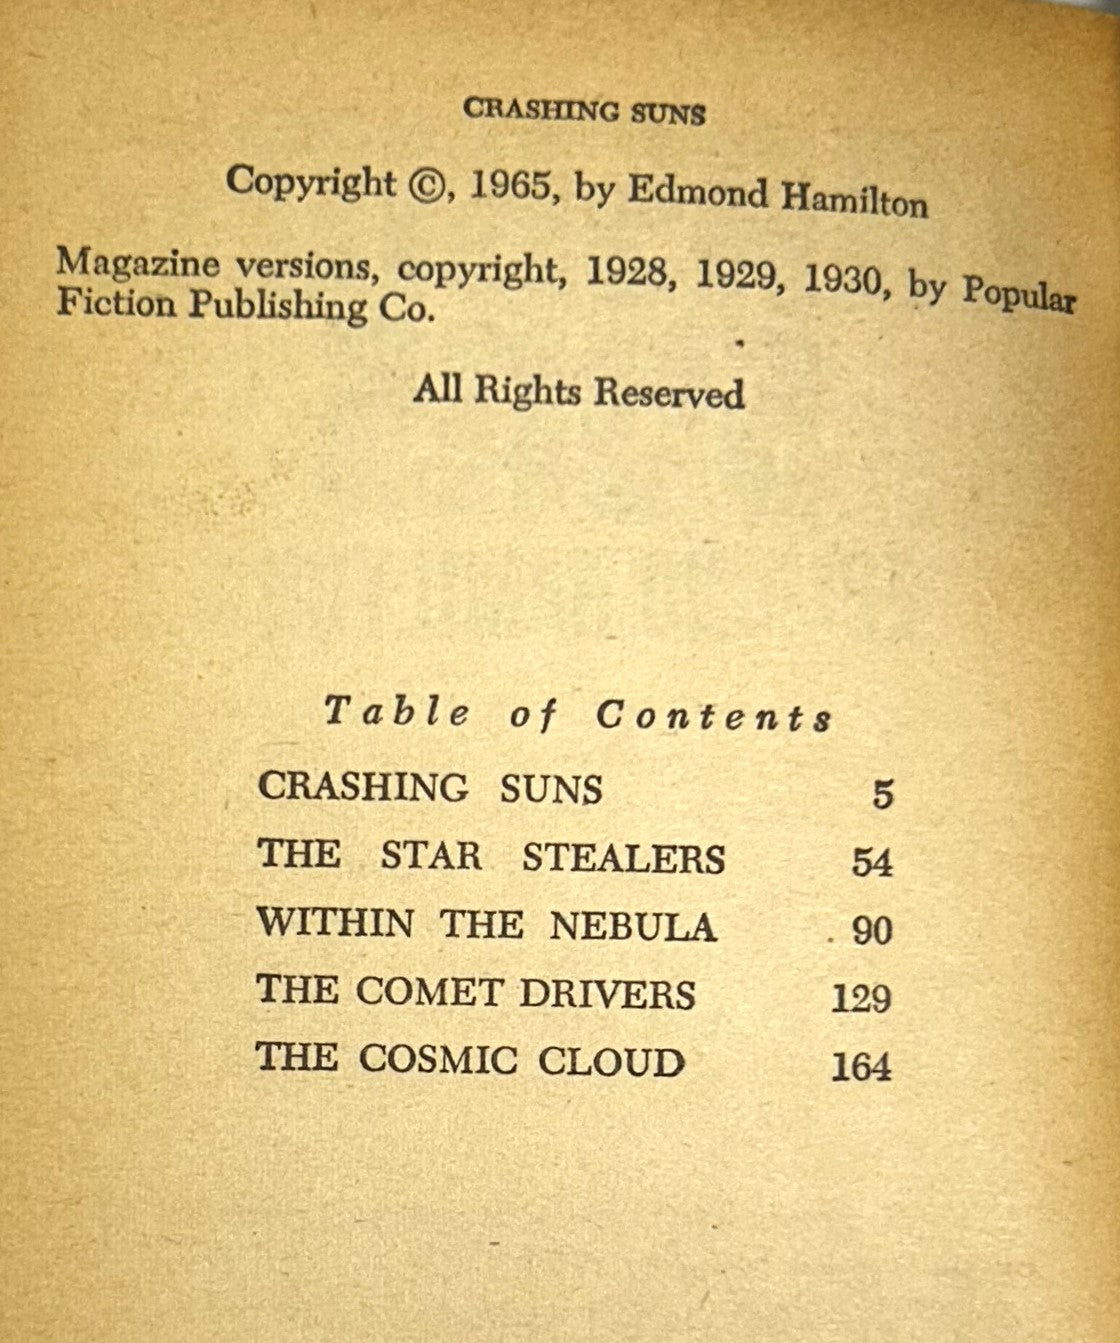 CRASHING SUNS
Copyright ©, 1965, by Edmond Hamilton
Magazine versions, copyright, 1928, 1929, 1930, by Popular
Fiction Publishing Co.
All Rights Reserved
Table of Contents
CRASHING SUNS 5
THE STAR STEALERS 54
WITHIN THE NEBULA 90
THE COMET DRIVERS 129
THE COSMIC CLOUD 164